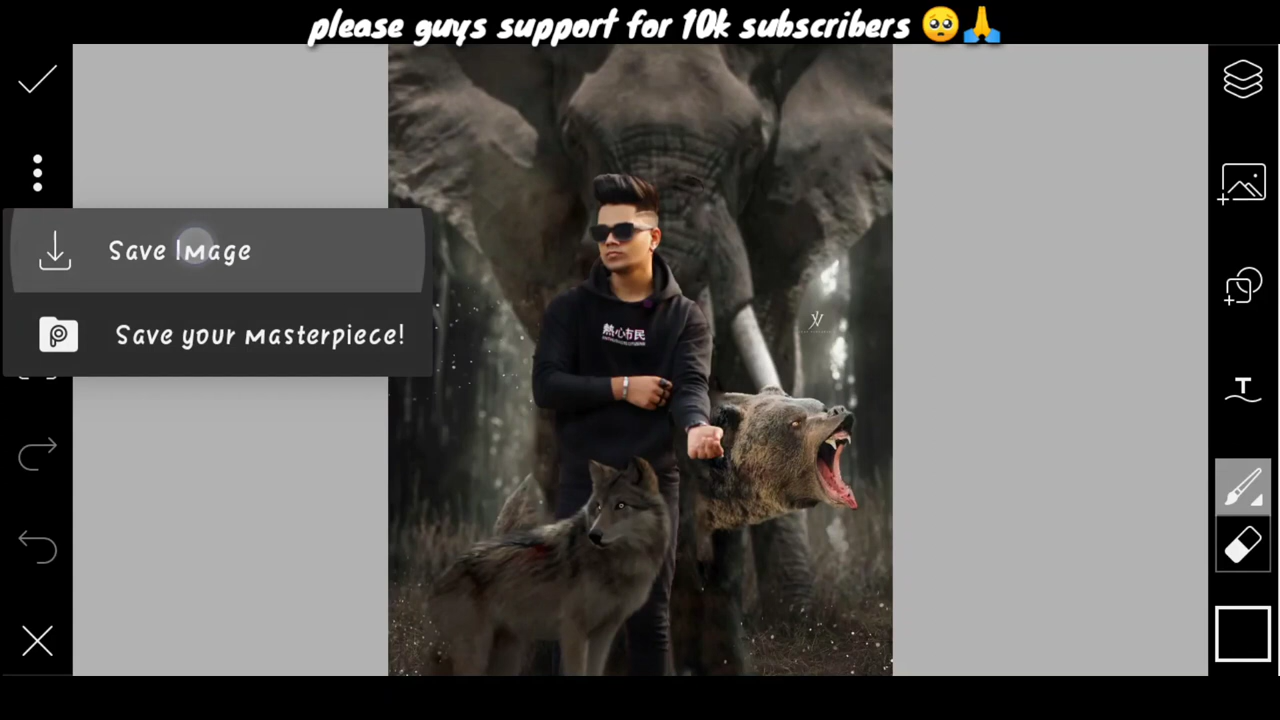 please guys support for 10k subscribers 🥺🙏
Save Image
Save your masterpiece!
熱心市民
T